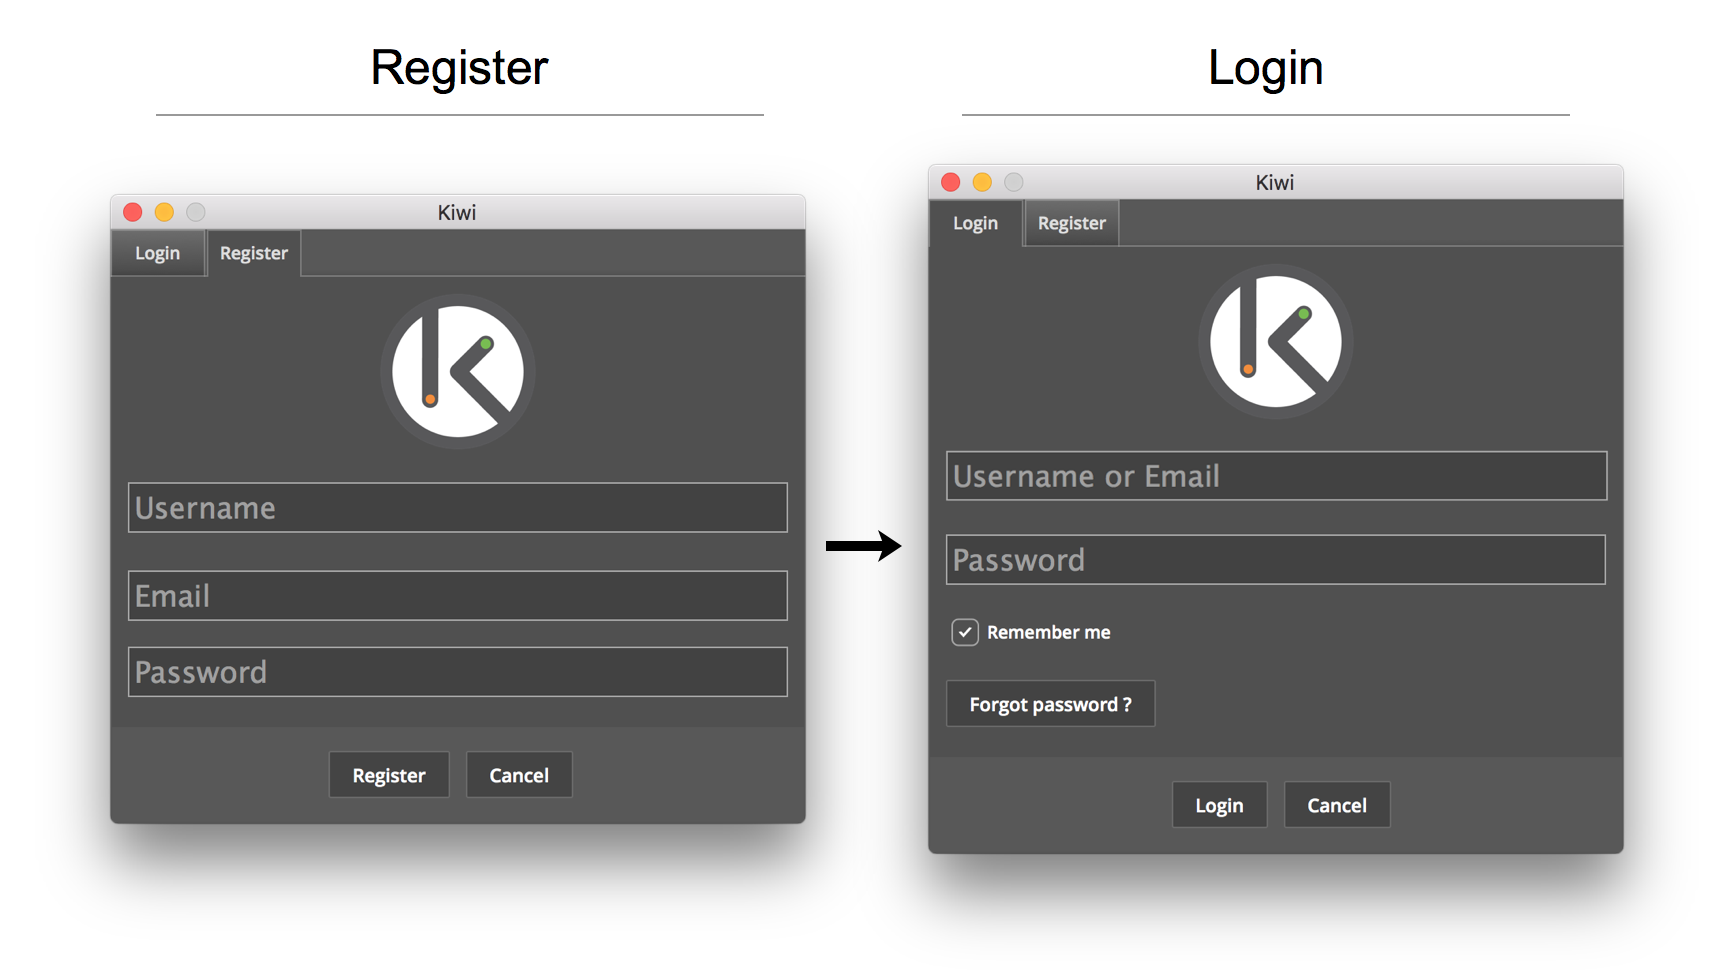 Register
Login
Kiwi
Login Register
Username
Email
Password
Register Cancel
Kiwi
Login Register
Username or Email
Password
Remember me
Forgot password ?
Login Cancel